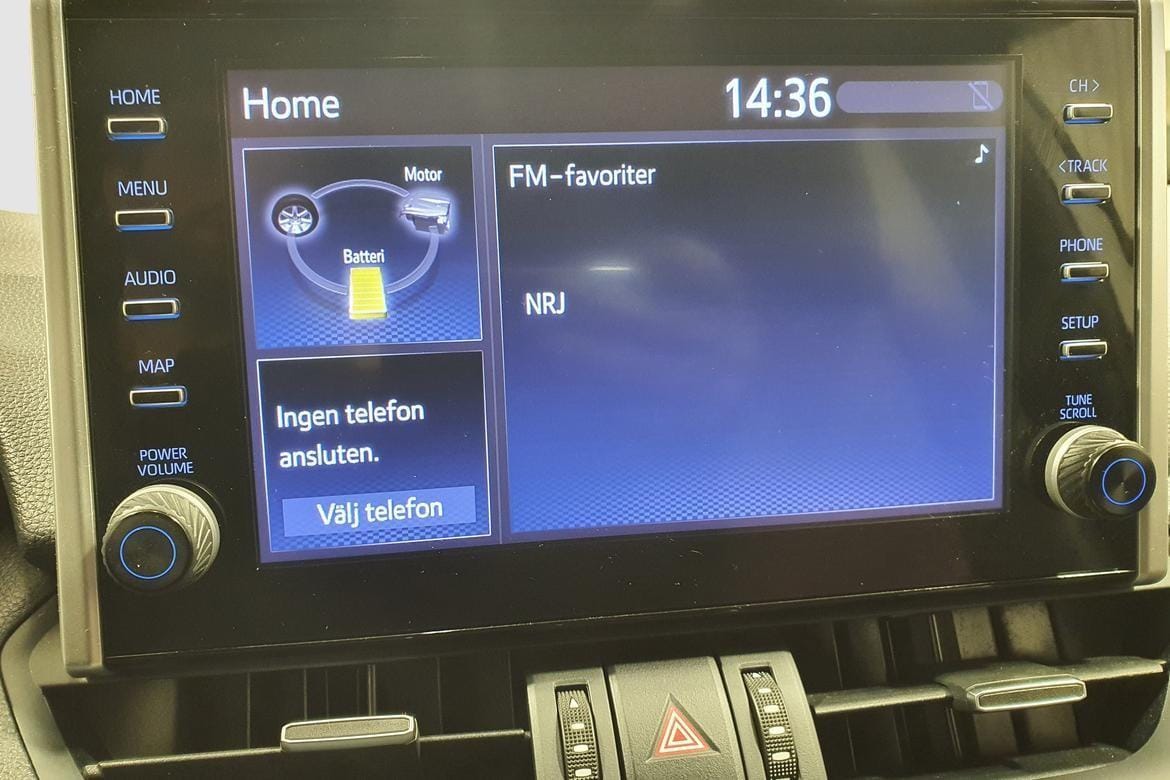 HOME
MENU
AUDIO
MAP
POWER
VOLUME
Home
14:36
Motor
Batteri
FM-favoriter
NRJ
Ingen telefon
ansluten.
Välj telefon
CH >
< TRACK
PHONE
SETUP
TUNE
SCROLL